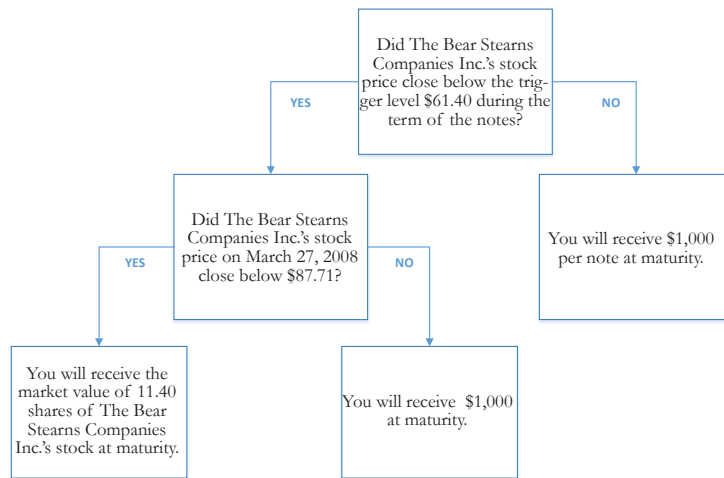 Did The Bear Stearns
Companies Inc.'s stock
price close below the trig-
ger level $61.40 during the
term of the notes?
YES
NO
Did The Bear Stearns
Companies Inc.'s stock
price on March 27, 2008
close below $87.71?
You will receive $1,000
per note at maturity.
YES
NO
You will receive the
market value of 11.40
shares of The Bear
Stearns Companies
Inc.'s stock at maturity.
You will receive $1,000
at maturity.